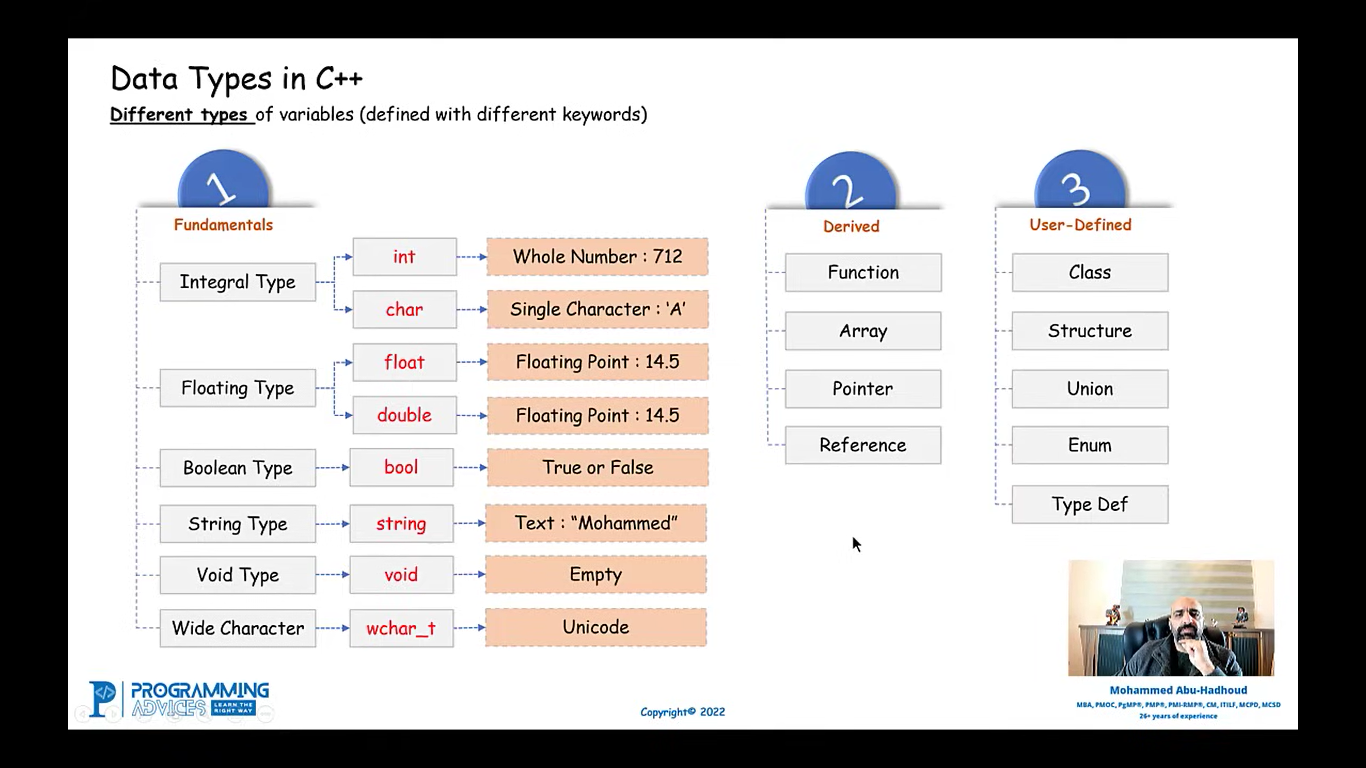 Data Types in C++
Different types of variables (defined with different keywords)
1
Fundamentals
Integral Type
int
Whole Number : 712
char
Single Character : ‘A’
Floating Type
float
Floating Point : 14.5
double
Floating Point : 14.5
Boolean Type
bool
True or False
String Type
string
Text : “Mohammed”
Void Type
void
Empty
Wide Character
wchar_t
Unicode
2
Derived
Function
Array
Pointer
Reference
3
User-Defined
Class
Structure
Union
Enum
Type Def
P
PROGRAMMING
ADVICES
LEARN THE
RIGHT WAY
Copyright© 2022
Mohammed Abu-Hadhoud
MBA, PMOC, PgMP®, PMP®, PMI-RMP®, CM, ITILF, MCPD, MCSD
26+ years of experience